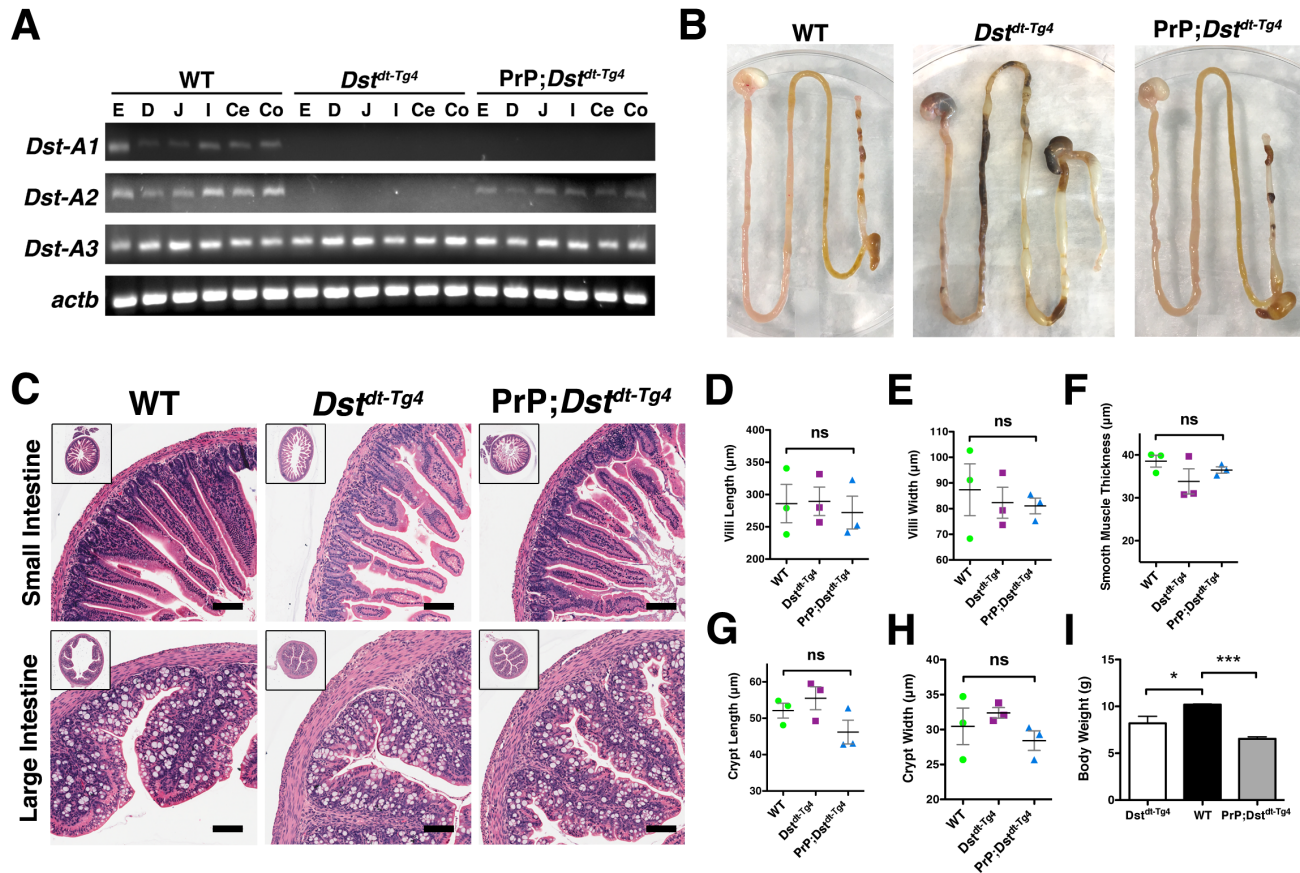 A
WT Dst^dt-Tg4 PrP;Dst^dt-Tg4
E D J I Ce Co E D J I Ce Co E D J I Ce Co
Dst-A1
Dst-A2
Dst-A3
actb
B
WT Dst^dt-Tg4 PrP;Dst^dt-Tg4
C
WT Dst^dt-Tg4 PrP;Dst^dt-Tg4
Small Intestine
Large Intestine
D
ns
Villi Length (µm)
400
350
300
250
200
WT Dst^dt-Tg4 PrP;Dst^dt-Tg4
E
ns
Villi Width (µm)
110
100
90
80
70
60
WT Dst^dt-Tg4 PrP;Dst^dt-Tg4
F
ns
Smooth Muscle Thickness (µm)
40
30
20
WT Dst^dt-Tg4 PrP;Dst^dt-Tg4
G
ns
Crypt Length (µm)
60
50
40
30
WT Dst^dt-Tg4 PrP;Dst^dt-Tg4
H
ns
Crypt Width (µm)
40
35
30
25
20
WT Dst^dt-Tg4 PrP;Dst^dt-Tg4
I
* ***
Body Weight (g)
15
10
5
0
Dst^dt-Tg4 WT PrP;Dst^dt-Tg4